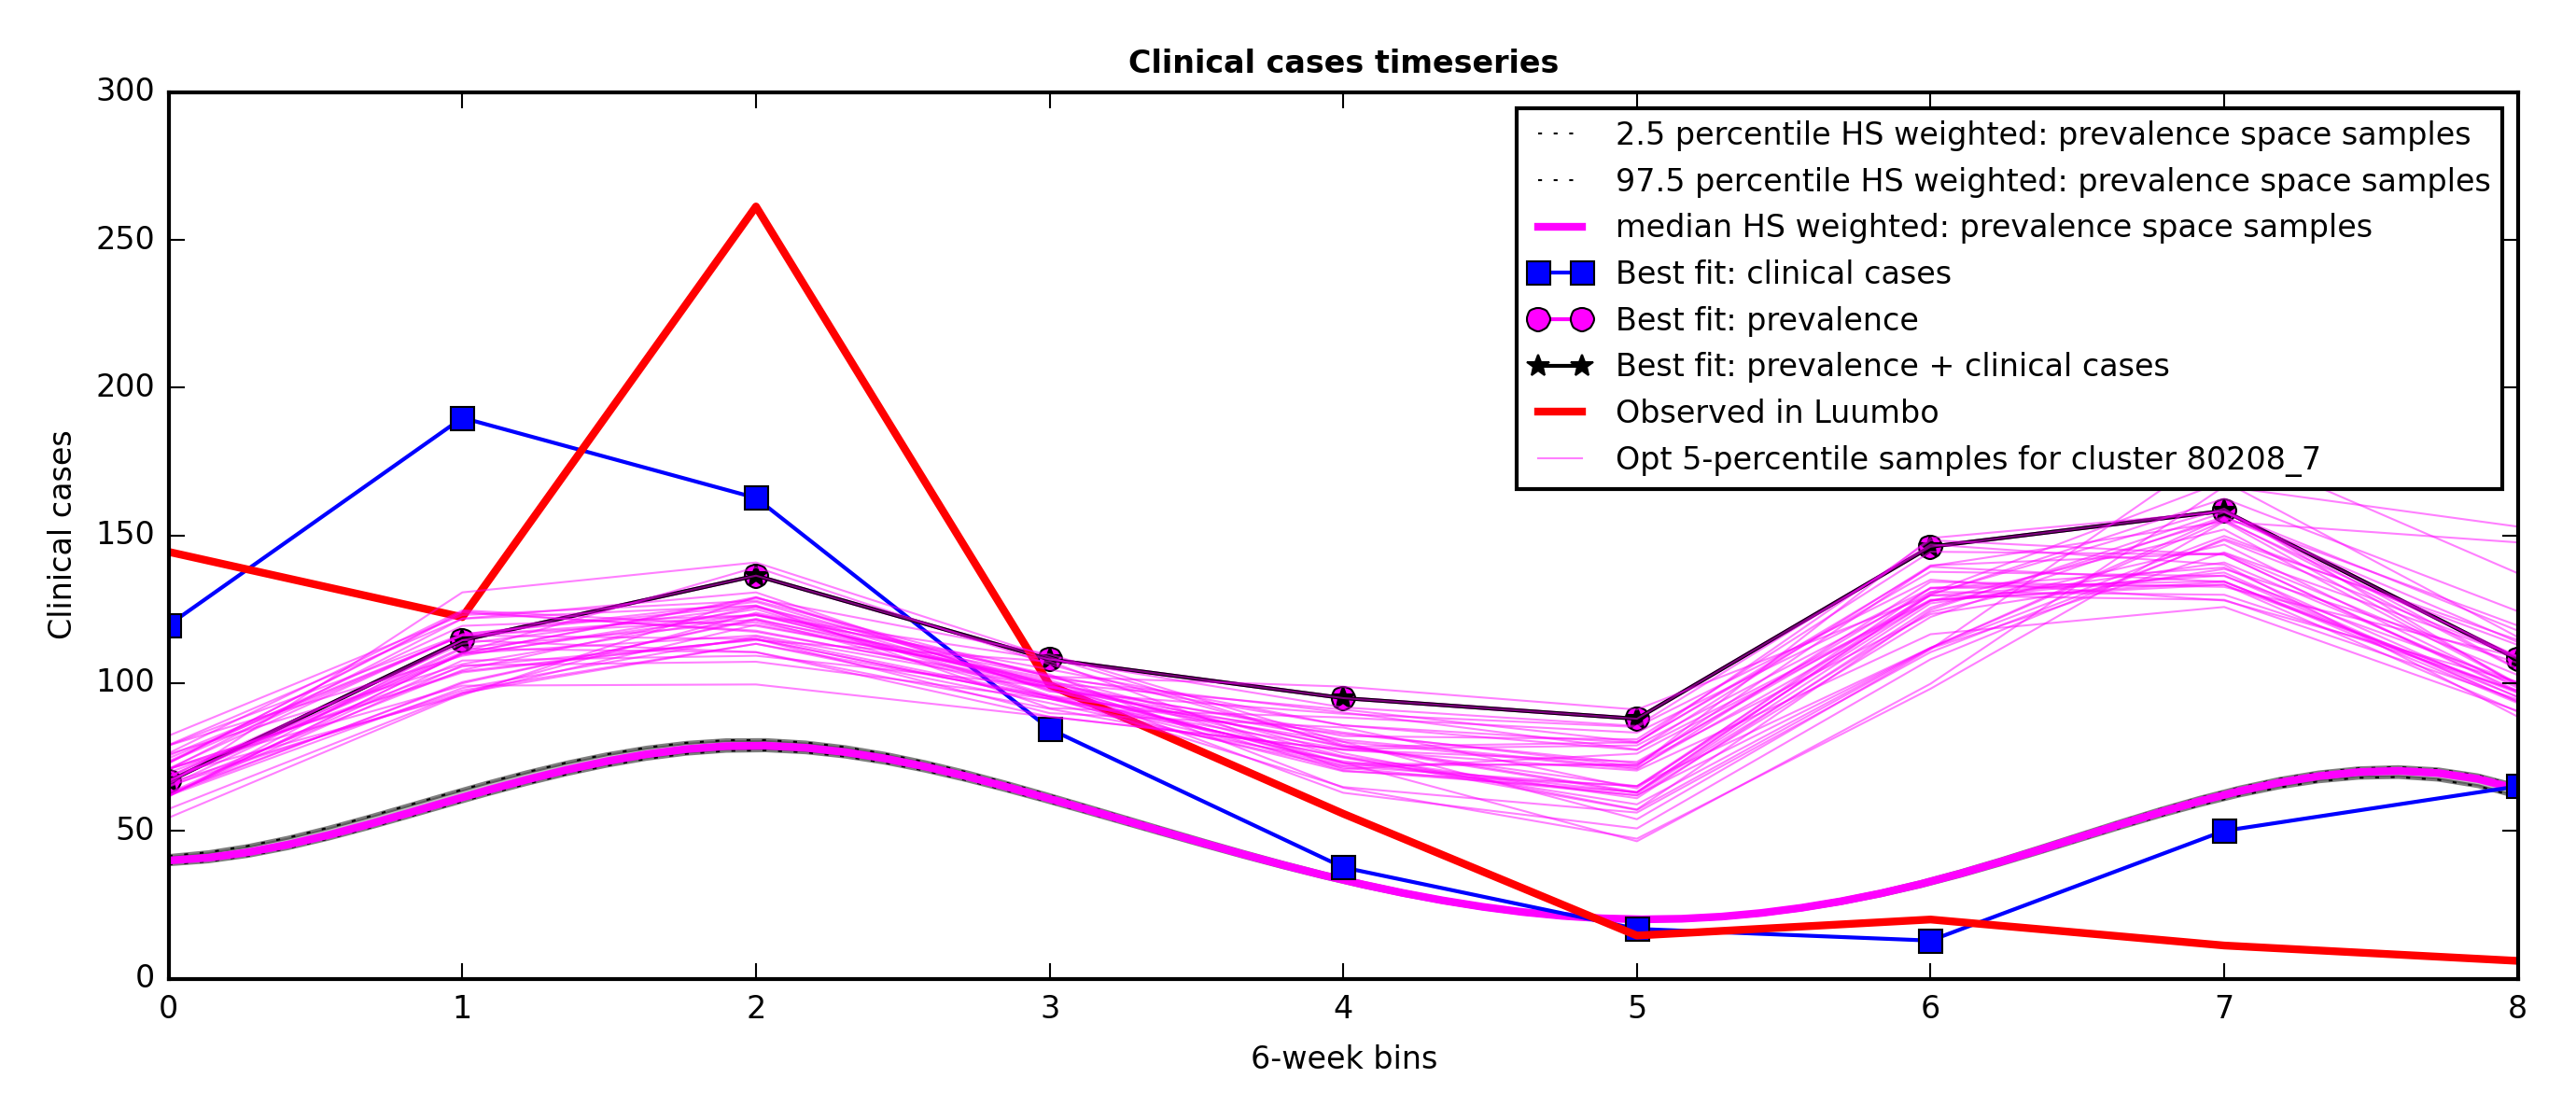 Clinical cases timeseries
300
250
200
150
100
50
0
Clinical cases
2.5 percentile HS weighted: prevalence space samples
97.5 percentile HS weighted: prevalence space samples
median HS weighted: prevalence space samples
Best fit: clinical cases
Best fit: prevalence
Best fit: prevalence + clinical cases
Observed in Luumbo
Opt 5-percentile samples for cluster 80208_7
0 1 2 3 4 5 6 7 8
6-week bins